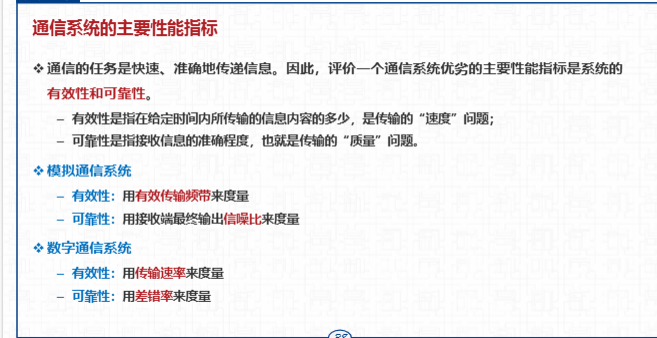 通信系统的主要性能指标
❖通信的任务是快速、准确地传递信息。因此，评价一个通信系统优劣的主要性能指标是系统的
有效性和可靠性。
– 有效性是指在给定时间内所传输的信息内容的多少，是传输的“速度”问题；
– 可靠性是指接收信息的准确程度，也就是传输的“质量”问题。
❖模拟通信系统
– 有效性：用有效传输频带来度量
– 可靠性：用接收端最终输出信噪比来度量
❖数字通信系统
– 有效性：用传输速率来度量
– 可靠性：用差错率来度量